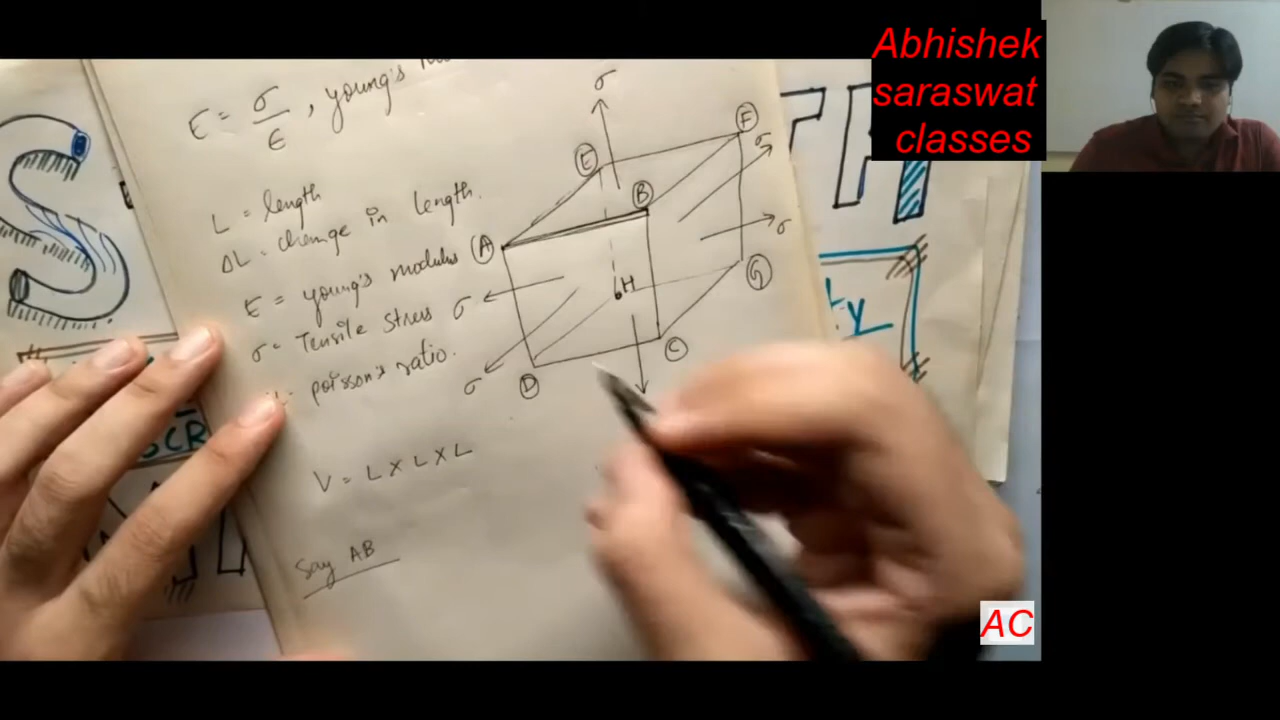 Abhishek
saraswat
classes
E = σ/ε, young's
L = length
ΔL = change in length.
E = young's modulus
σ = Tensile Stress
poisson's ratio.
V = L × L × L
Say AB
σ
E
F
σ
B
A
σ
H
G
σ
σ
C
D
AC